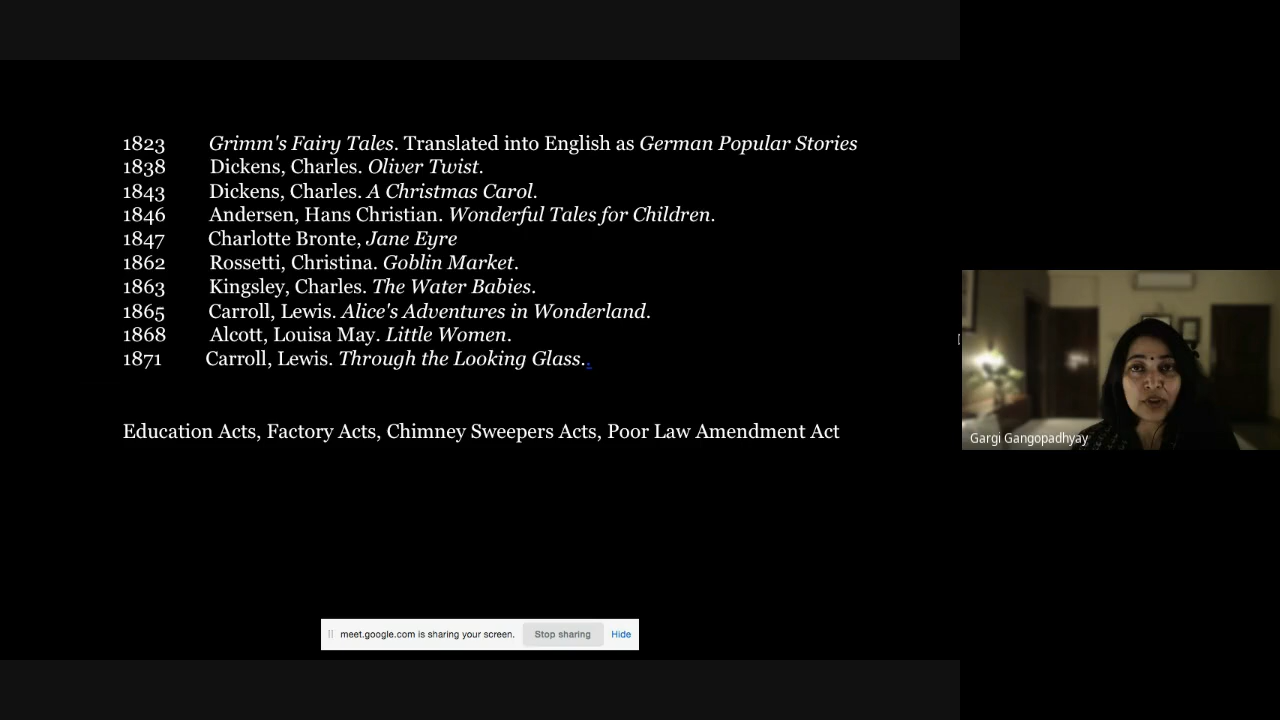 1823 Grimm's Fairy Tales. Translated into English as German Popular Stories
1838 Dickens, Charles. Oliver Twist.
1843 Dickens, Charles. A Christmas Carol.
1846 Andersen, Hans Christian. Wonderful Tales for Children.
1847 Charlotte Bronte, Jane Eyre
1862 Rossetti, Christina. Goblin Market.
1863 Kingsley, Charles. The Water Babies.
1865 Carroll, Lewis. Alice's Adventures in Wonderland.
1868 Alcott, Louisa May. Little Women.
1871 Carroll, Lewis. Through the Looking Glass..
Education Acts, Factory Acts, Chimney Sweepers Acts, Poor Law Amendment Act
Gargi Gangopadhyay
meet.google.com is sharing your screen. Stop sharing Hide